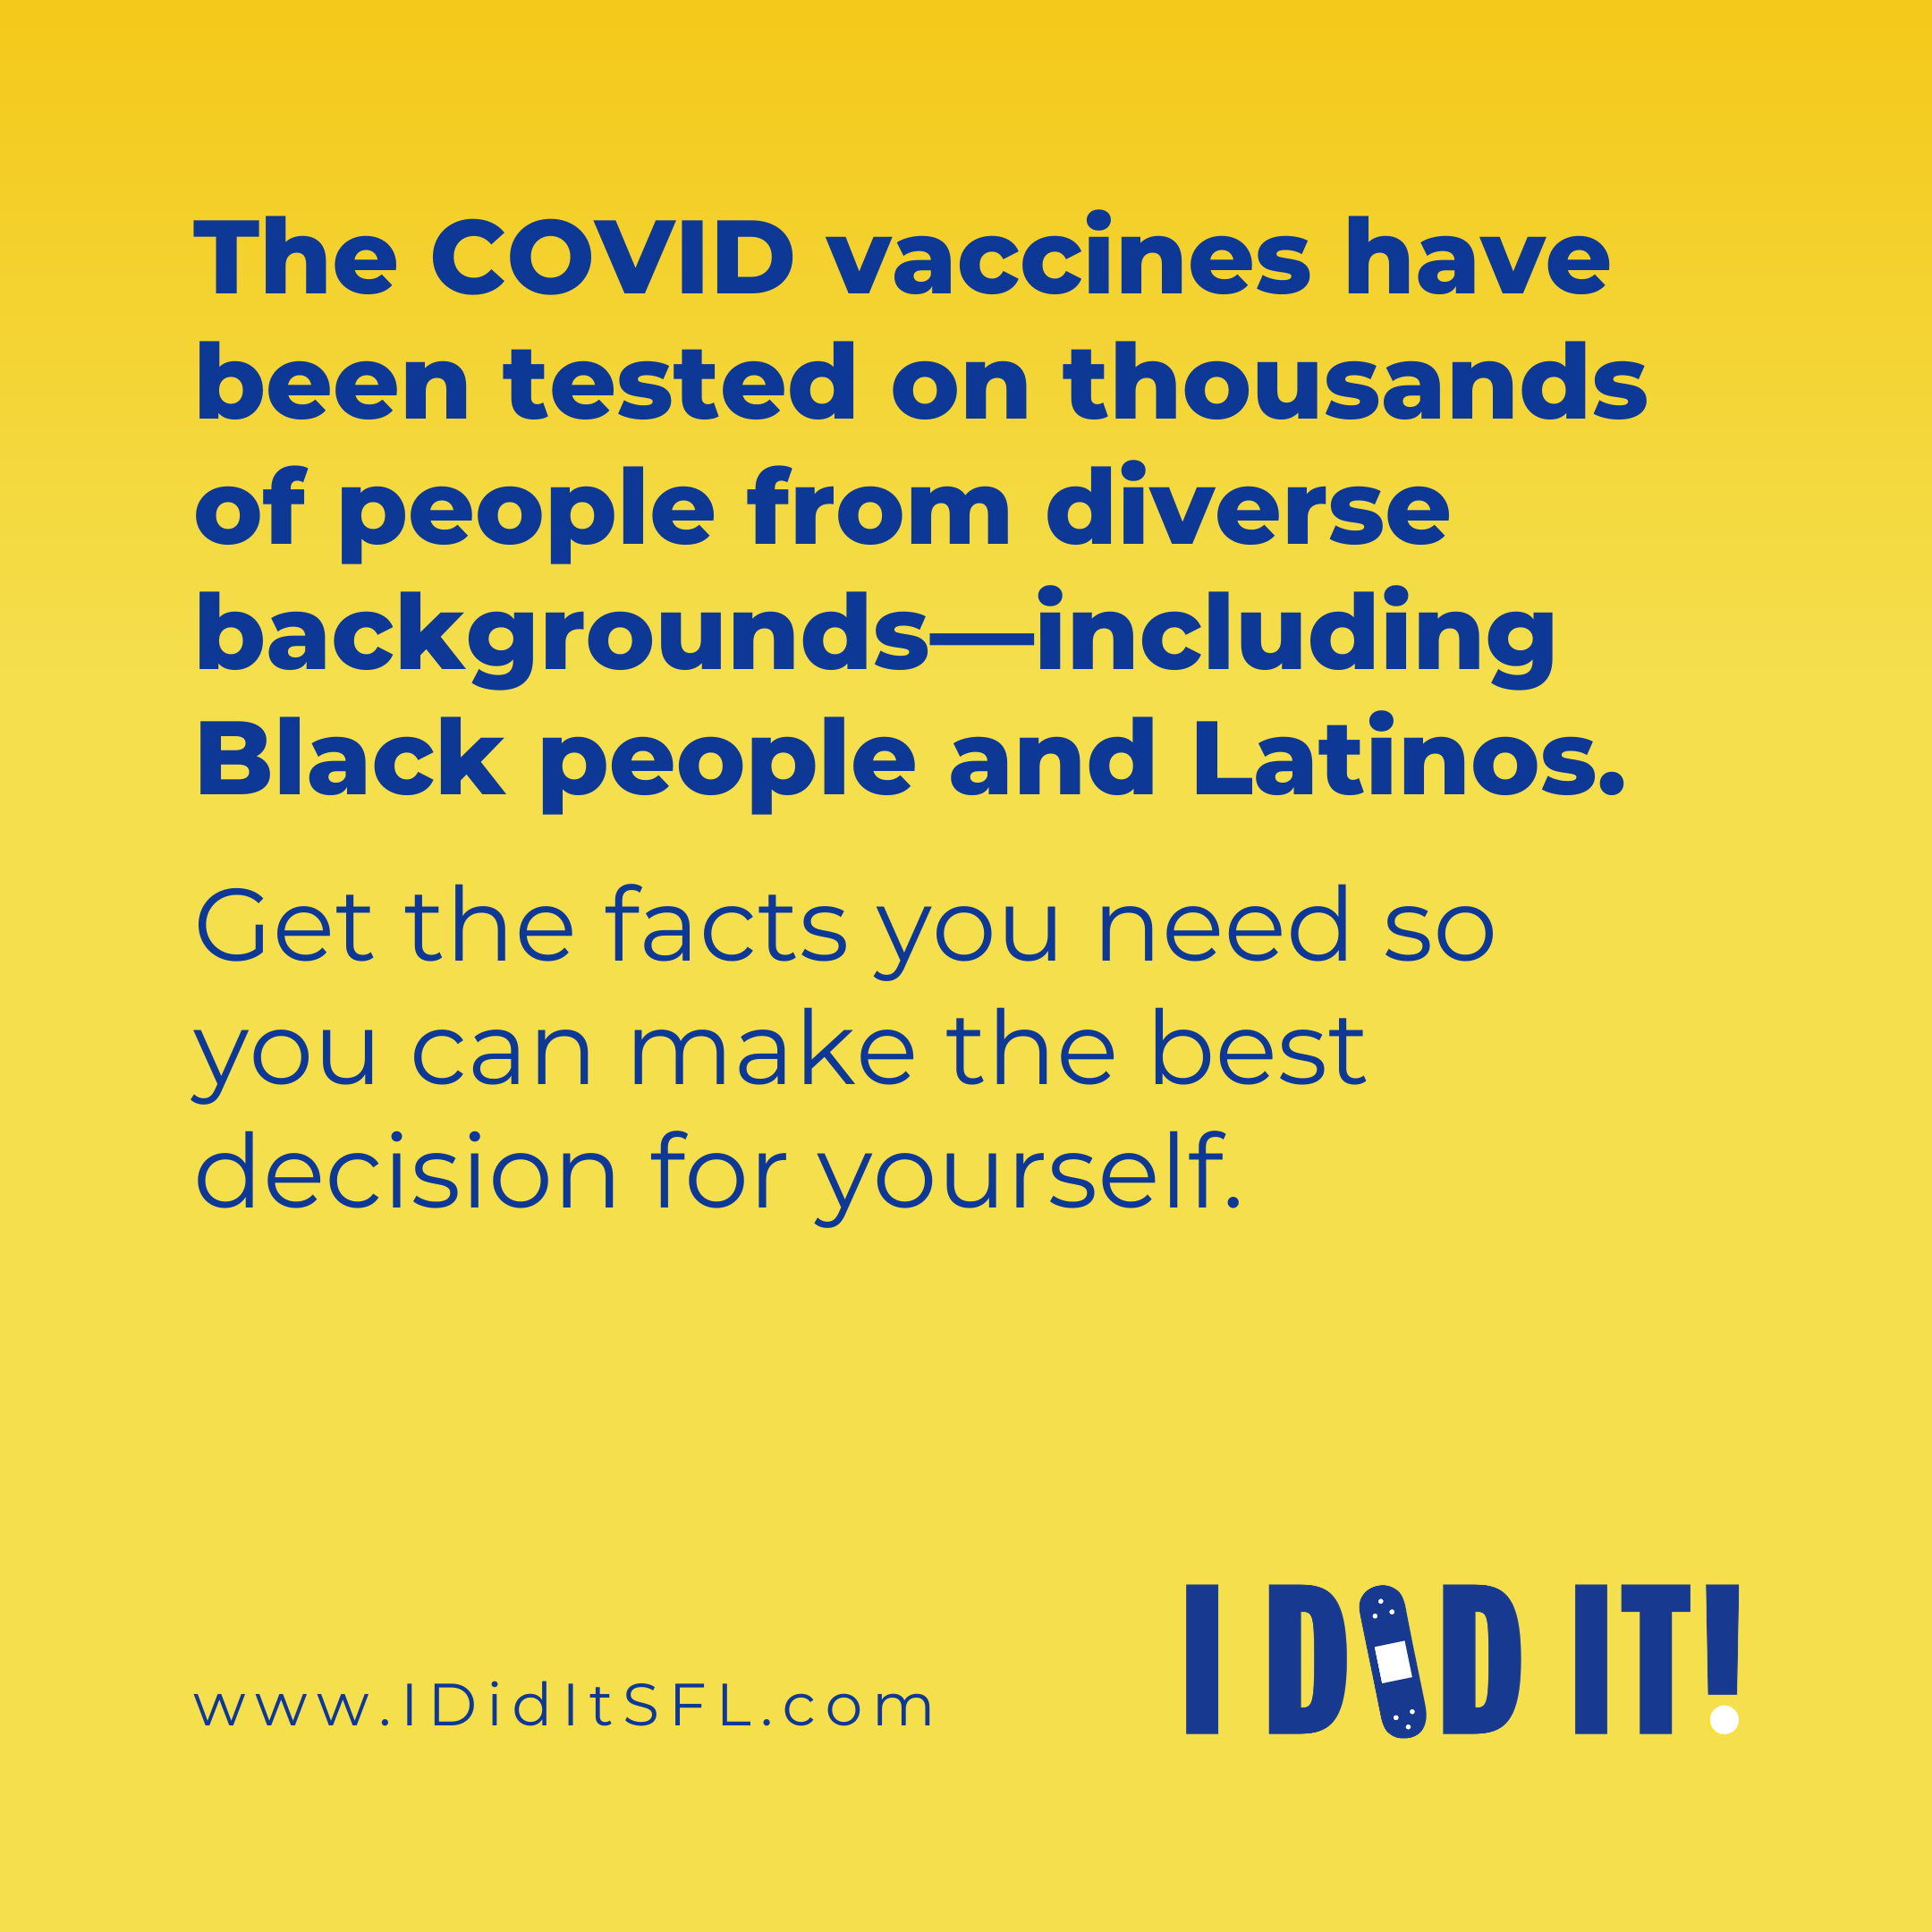 The COVID vaccines have
been tested on thousands
of people from diverse
backgrounds—including
Black people and Latinos.
Get the facts you need so
you can make the best
decision for yourself.
www.IDidItSFL.com
I DID IT!